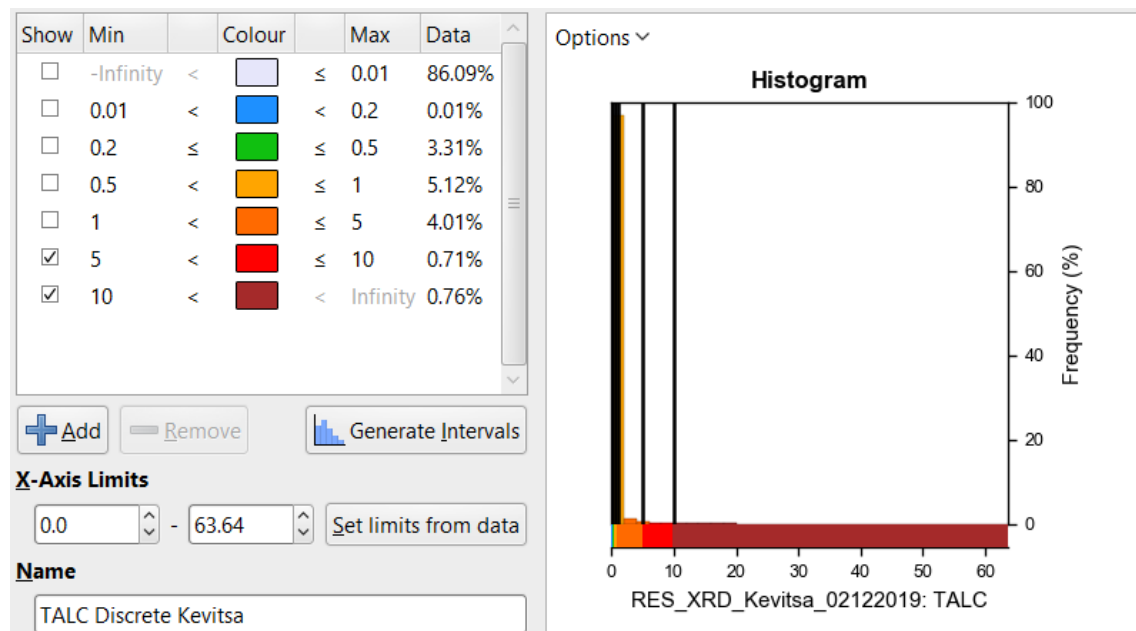 Show Min Colour Max Data
-Infinity < ≤ 0.01 86.09%
0.01 < < 0.2 0.01%
0.2 ≤ ≤ 0.5 3.31%
0.5 < ≤ 1 5.12%
1 < ≤ 5 4.01%
5 < ≤ 10 0.71%
10 < < Infinity 0.76%
Add Remove Generate Intervals
X-Axis Limits
0.0 - 63.64 Set limits from data
Name
TALC Discrete Kevitsa
Options
Histogram
100
80
60
40
20
0
Frequency (%)
0 10 20 30 40 50 60
RES_XRD_Kevitsa_02122019: TALC